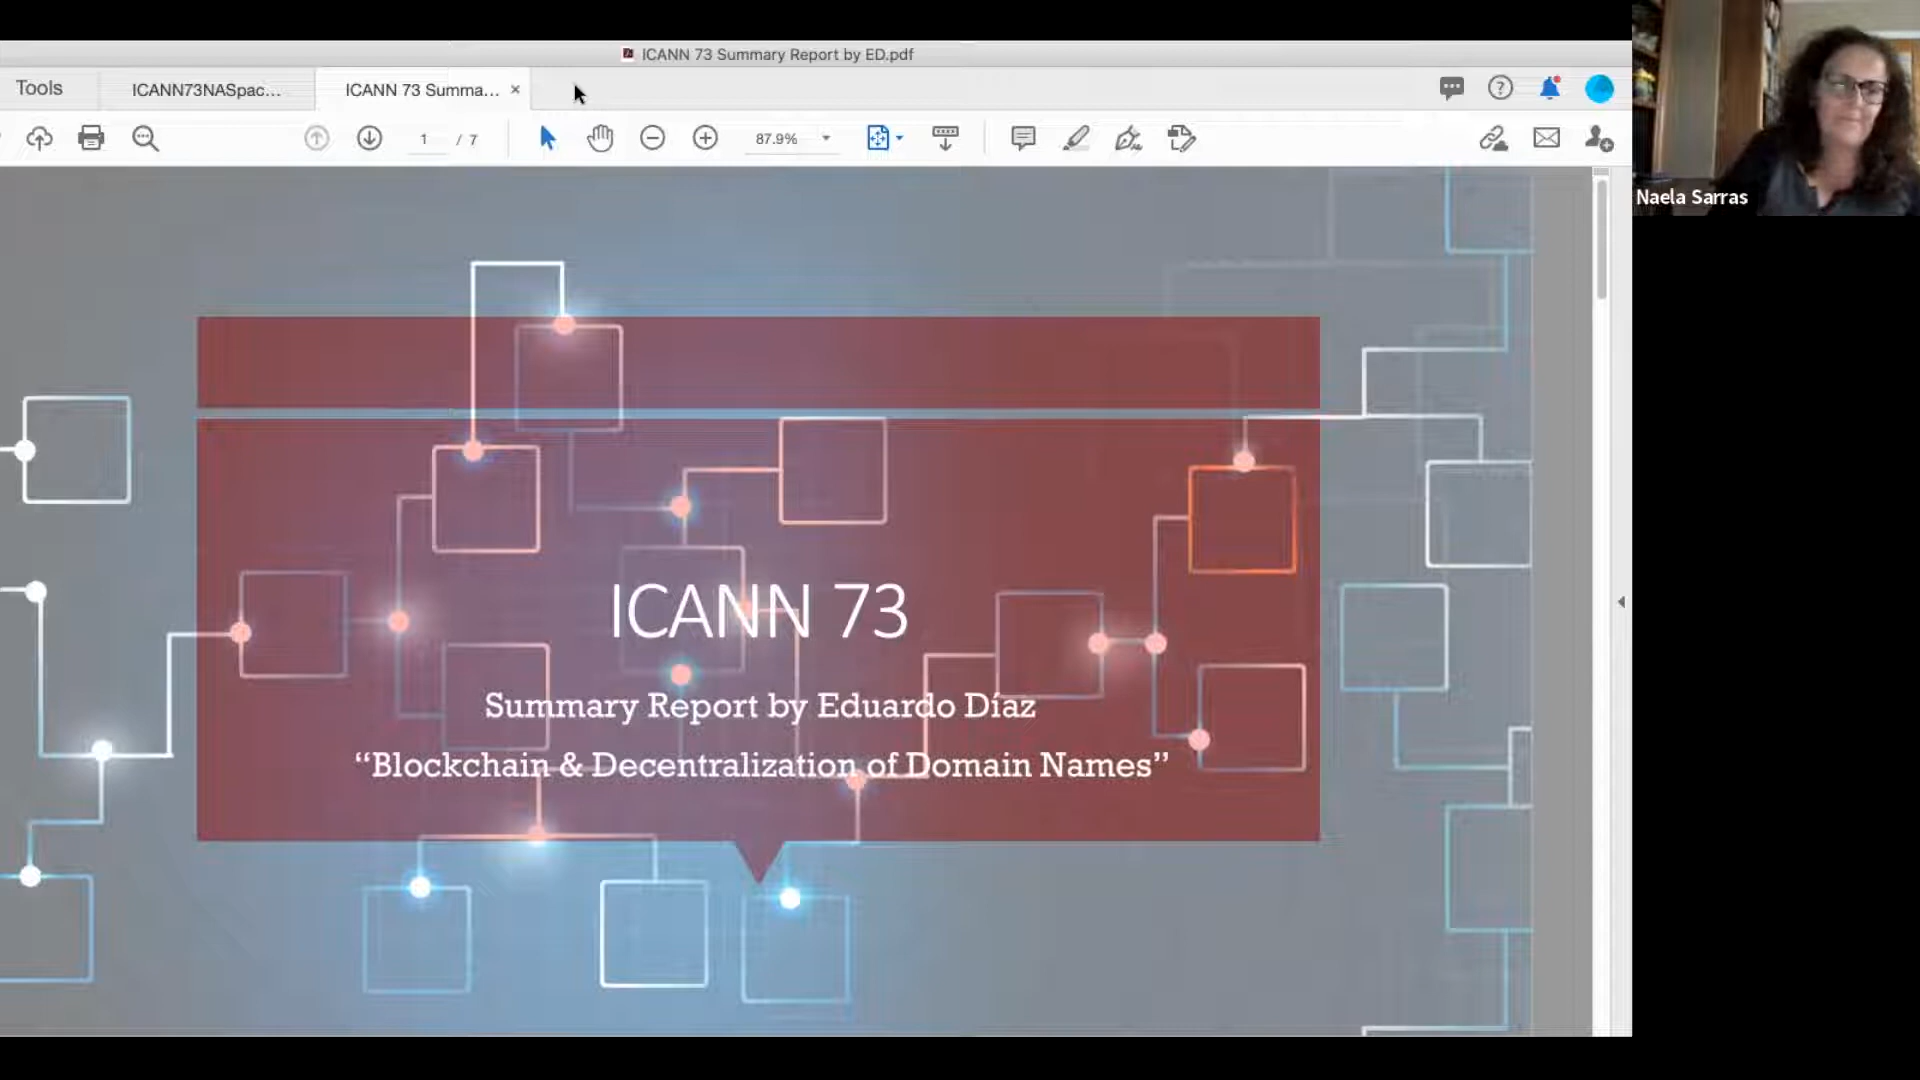 ICANN 73 Summary Report by ED.pdf
Tools
ICANN73NASpac...
ICANN 73 Summa...
1 / 7
87.9%
Naela Sarras
ICANN 73
Summary Report by Eduardo Díaz
“Blockchain & Decentralization of Domain Names”